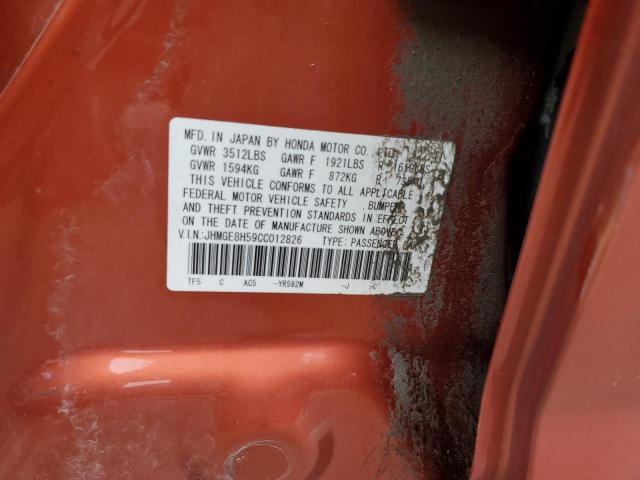 MFD. IN JAPAN BY HONDA MOTOR CO.
GVWR 3512LBS GAWR F 1921LBS R
GVWR 1594KG GAWR F 872KG R
THIS VEHICLE CONFORMS TO ALL APPLICABLE
FEDERAL MOTOR VEHICLE SAFETY . BUMPER
AND THEFT PREVENTION STANDARDS IN EFFECT
ON THE DATE OF MANUFACTURE SHOWN ABOVE.
V.I.N.:JHMGE8H59CC012826 TYPE: PASSENGER CAR
TF5 C AC5 -YR592M -J